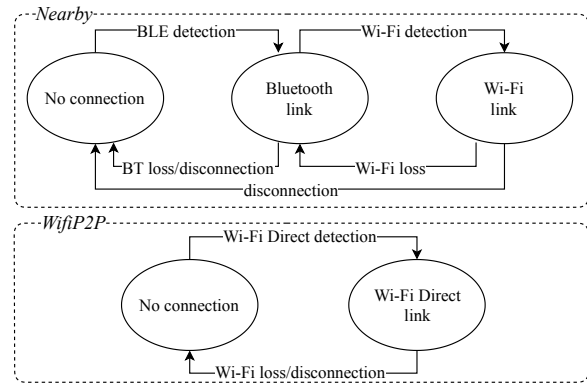 Nearby
BLE detection
Wi-Fi detection
No connection
Bluetooth
link
Wi-Fi
link
BT loss/disconnection
Wi-Fi loss
disconnection
WifiP2P
Wi-Fi Direct detection
No connection
Wi-Fi Direct
link
Wi-Fi loss/disconnection